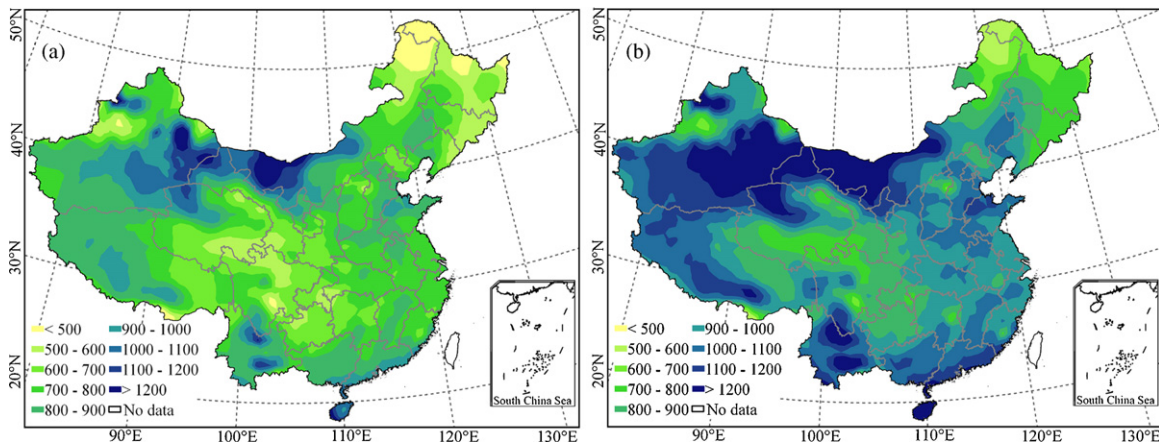 (a)
50°N
40°N
30°N
20°N
< 500
500 - 600
600 - 700
700 - 800
800 - 900
900 - 1000
1000 - 1100
1100 - 1200
> 1200
No data
South China Sea
90°E
100°E
110°E
120°E
130°E
(b)
50°N
40°N
30°N
20°N
< 500
500 - 600
600 - 700
700 - 800
800 - 900
900 - 1000
1000 - 1100
1100 - 1200
> 1200
No data
South China Sea
90°E
100°E
110°E
120°E
130°E